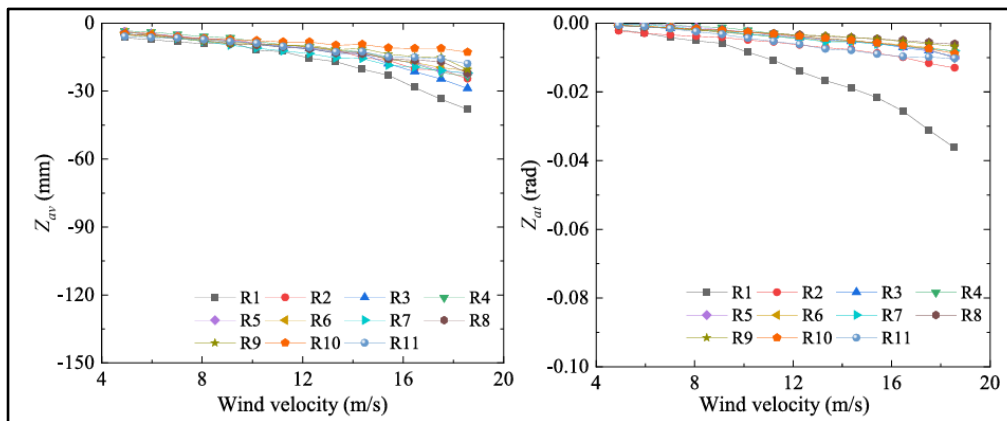 0
-30
-60
-90
-120
-150
Z_av (mm)
R1 R2 R3 R4
R5 R6 R7 R8
R9 R10 R11
4 8 12 16 20
Wind velocity (m/s)
0.00
-0.02
-0.04
-0.06
-0.08
-0.10
Z_at (rad)
R1 R2 R3 R4
R5 R6 R7 R8
R9 R10 R11
4 8 12 16 20
Wind velocity (m/s)